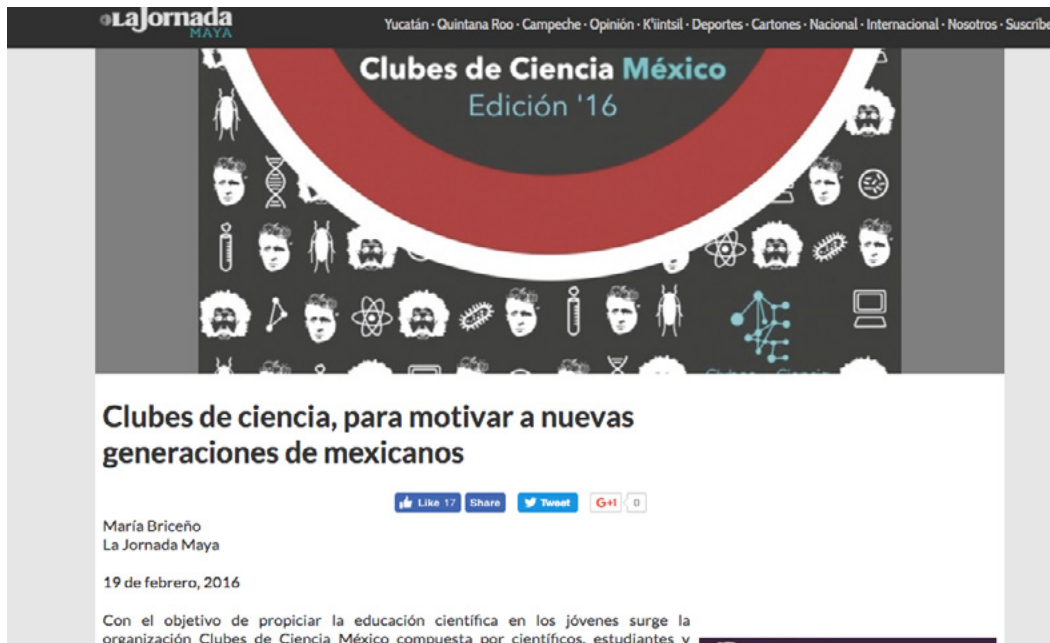 La Jornada
MAYA
Yucatán · Quintana Roo · Campeche · Opinión · K'iintsil · Deportes · Cartones · Nacional · Internacional · Nosotros · Suscríbe
Clubes de Ciencia México
Edición '16
Clubes de ciencia, para motivar a nuevas
generaciones de mexicanos
Like 17 Share Tweet G+1 0
María Briceño
La Jornada Maya
19 de febrero, 2016
Con el objetivo de propiciar la educación científica en los jóvenes surge la
organización Clubes de Ciencia México compuesta por científicos, estudiantes y